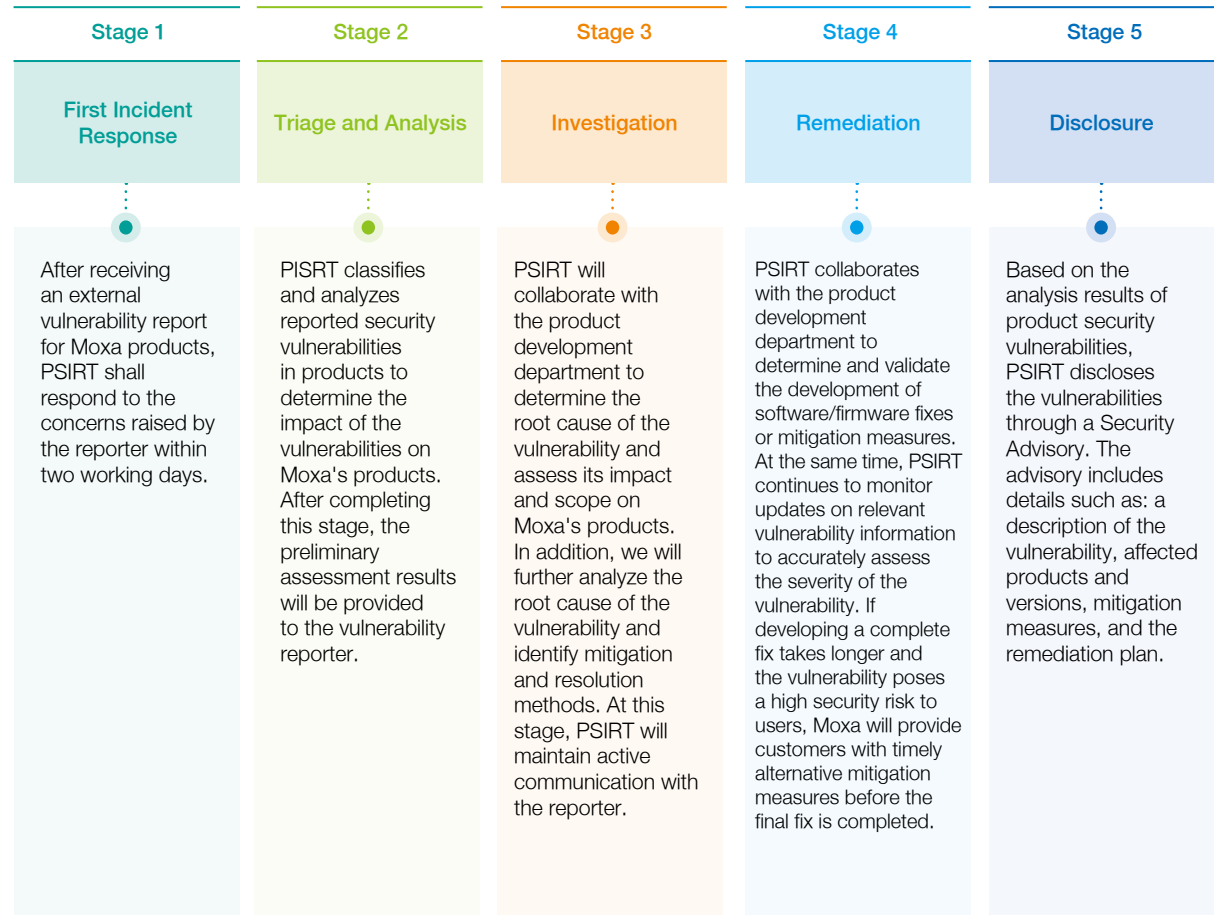 Stage 1
First Incident
Response
After receiving
an external
vulnerability report
for Moxa products,
PSIRT shall
respond to the
concerns raised by
the reporter within
two working days.
Stage 2
Triage and Analysis
PISRT classifies
and analyzes
reported security
vulnerabilities
in products to
determine the
impact of the
vulnerabilities on
Moxa's products.
After completing
this stage, the
preliminary
assessment results
will be provided
to the vulnerability
reporter.
Stage 3
Investigation
PSIRT will
collaborate with
the product
development
department to
determine the
root cause of the
vulnerability and
assess its impact
and scope on
Moxa's products.
In addition, we will
further analyze the
root cause of the
vulnerability and
identify mitigation
and resolution
methods. At this
stage, PSIRT will
maintain active
communication with
the reporter.
Stage 4
Remediation
PSIRT collaborates
with the product
development
department to
determine and validate
the development of
software/firmware fixes
or mitigation measures.
At the same time, PSIRT
continues to monitor
updates on relevant
vulnerability information
to accurately assess
the severity of the
vulnerability. If
developing a complete
fix takes longer and
the vulnerability poses
a high security risk to
users, Moxa will provide
customers with timely
alternative mitigation
measures before the
final fix is completed.
Stage 5
Disclosure
Based on the
analysis results of
product security
vulnerabilities,
PSIRT discloses
the vulnerabilities
through a Security
Advisory. The
advisory includes
details such as: a
description of the
vulnerability, affected
products and
versions, mitigation
measures, and the
remediation plan.